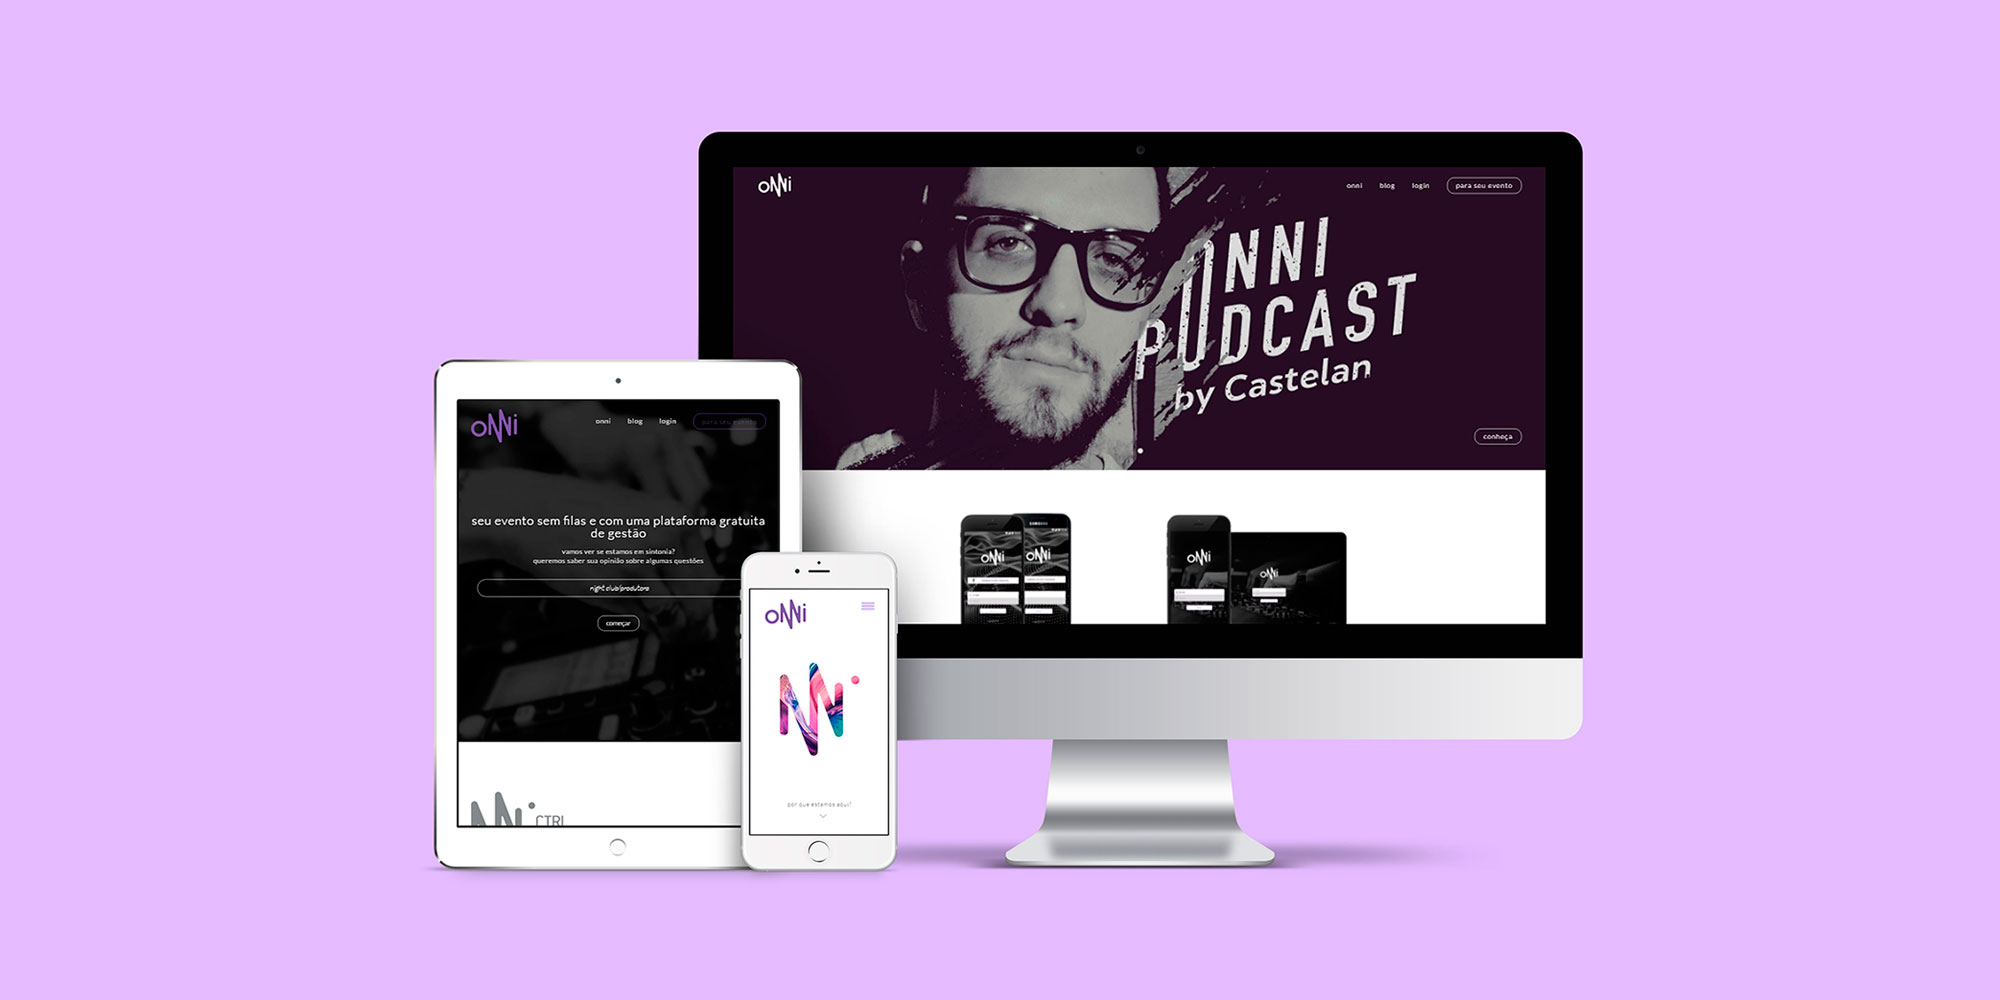 onni
onni
blog
login
para seu evento
ONNI
PODCAST
by Castelan
conheça
onni
onni
onni
onni
onni
onni
blog
login
para seu evento
seu evento sem filas e com uma plataforma gratuita
de gestão
vamos ver se estamos em sintonia?
queremos saber sua opinião sobre algumas questões
night club/produtora
começar
CTRL
onni
por que estamos aqui?